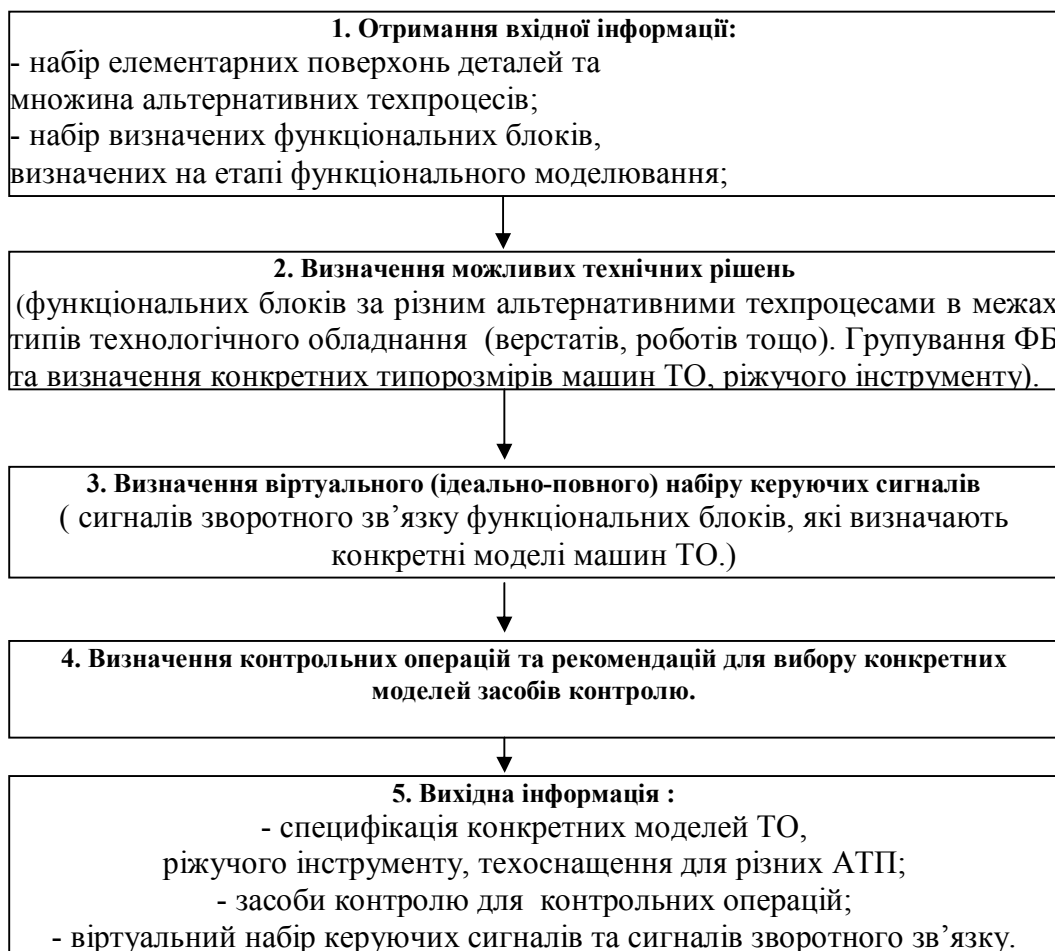 1. Отримання вхідної інформації:
- набір елементарних поверхонь деталей та
множина альтернативних техпроцесів;
- набір визначених функціональних блоків,
визначених на етапі функціонального моделювання;
2. Визначення можливих технічних рішень
(функціональних блоків за різним альтернативними техпроцесами в межах
типів технологічного обладнання (верстатів, роботів тощо). Групування ФБ
та визначення конкретних типорозмірів машин ТО, ріжучого інструменту).
3. Визначення віртуального (ідеально-повного) набіру керуючих сигналів
( сигналів зворотного зв’язку функціональних блоків, які визначають
конкретні моделі машин ТО.)
4. Визначення контрольних операцій та рекомендацій для вибору конкретних
моделей засобів контролю.
5. Вихідна інформація :
- специфікація конкретних моделей ТО,
ріжучого інструменту, техоснащення для різних АТП;
- засоби контролю для контрольних операцій;
- віртуальний набір керуючих сигналів та сигналів зворотного зв’язку.